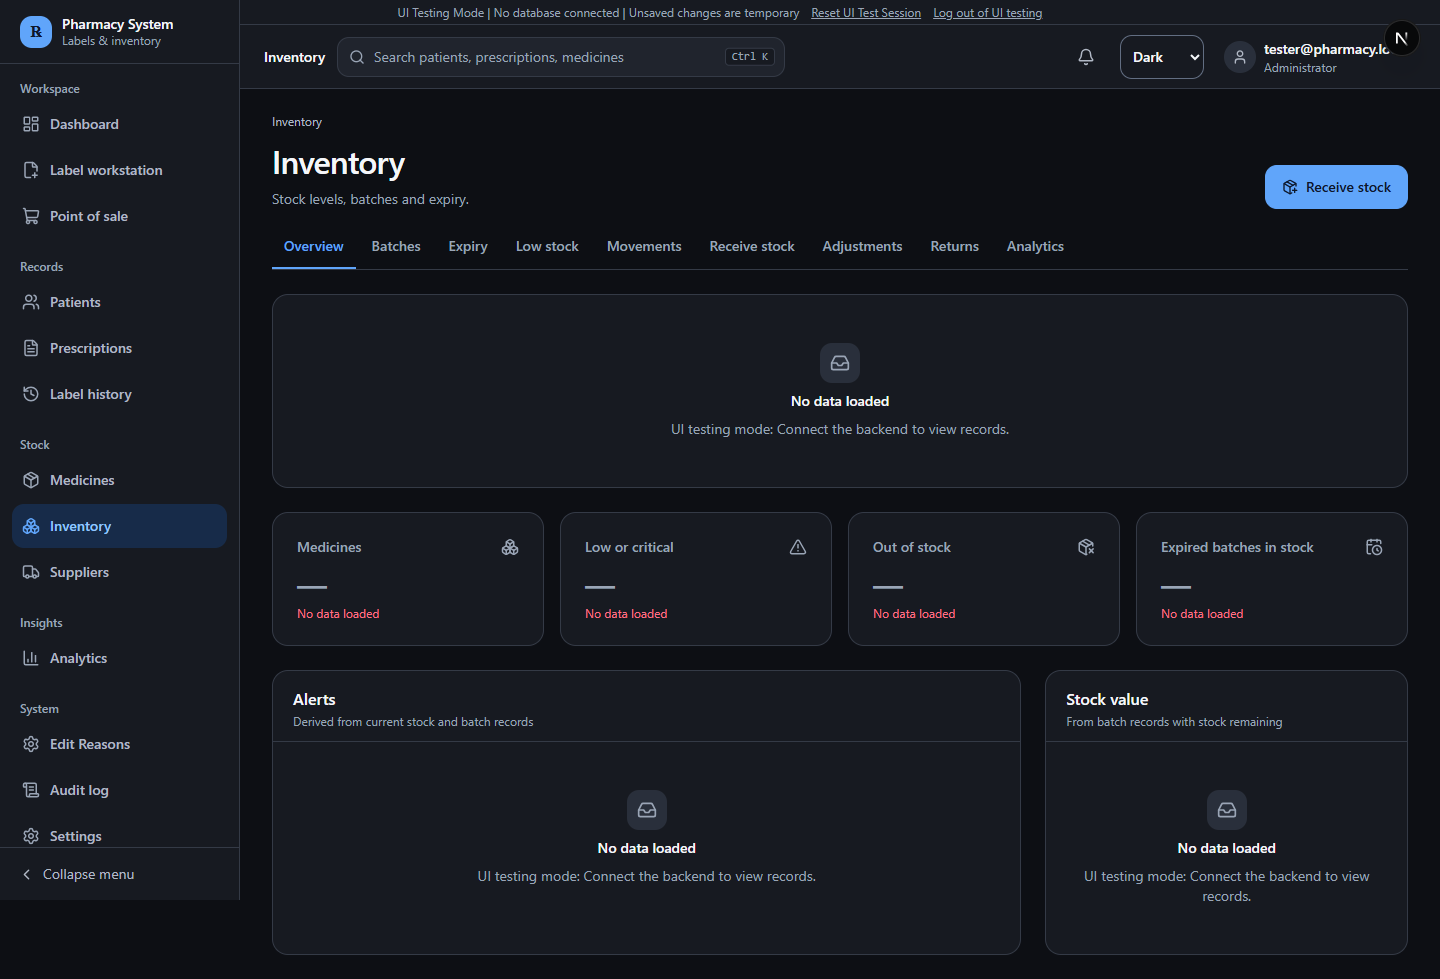 ℞
Pharmacy System
Labels & inventory
UI Testing Mode | No database connected | Unsaved changes are temporary Reset UI Test Session Log out of UI testing
Inventory
Search patients, prescriptions, medicines
Ctrl K
Dark
tester@pharmacy.lo
Administrator
N
Workspace
Dashboard
Label workstation
Point of sale
Records
Patients
Prescriptions
Label history
Stock
Medicines
Inventory
Suppliers
Insights
Analytics
System
Edit Reasons
Audit log
Settings
Collapse menu
Inventory
Inventory
Stock levels, batches and expiry.
Receive stock
Overview Batches Expiry Low stock Movements Receive stock Adjustments Returns Analytics
No data loaded
UI testing mode: Connect the backend to view records.
Medicines
—
No data loaded
Low or critical
—
No data loaded
Out of stock
—
No data loaded
Expired batches in stock
—
No data loaded
Alerts
Derived from current stock and batch records
No data loaded
UI testing mode: Connect the backend to view records.
Stock value
From batch records with stock remaining
No data loaded
UI testing mode: Connect the backend to view
records.